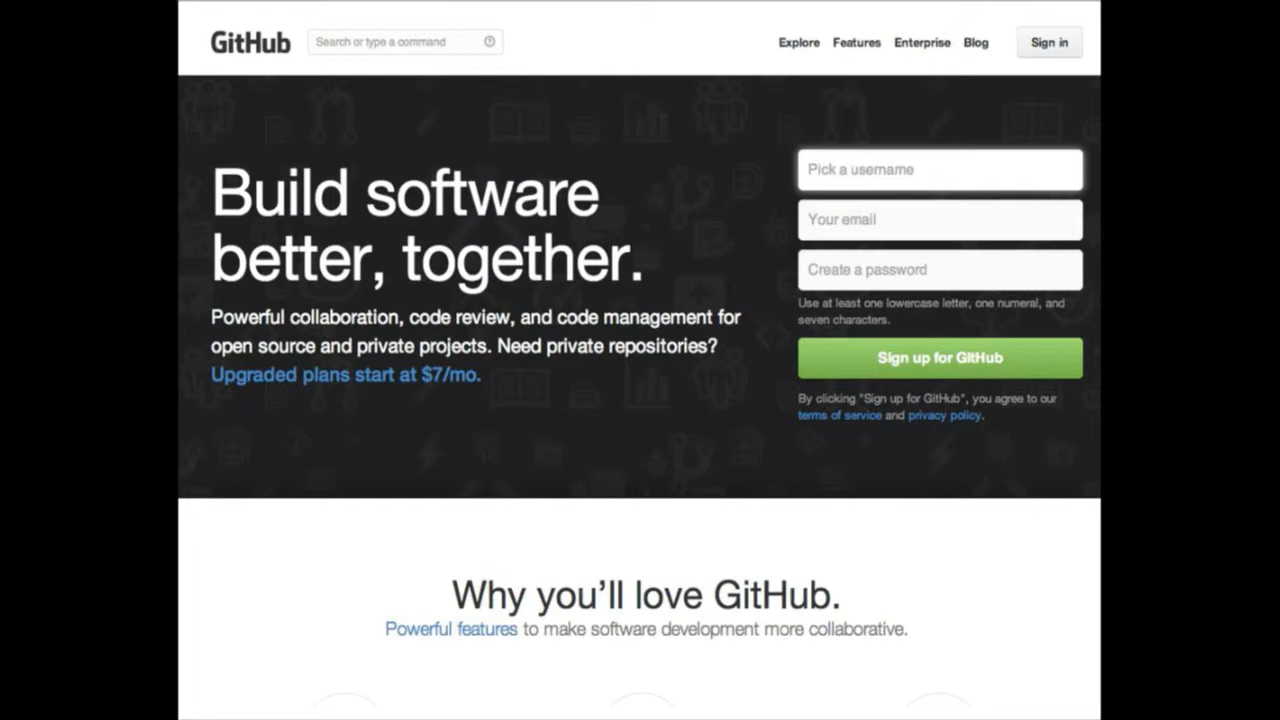 GitHub
Search or type a command
Explore Features Enterprise Blog Sign in
Build software
better, together.
Powerful collaboration, code review, and code management for
open source and private projects. Need private repositories?
Upgraded plans start at $7/mo.
Pick a username
Your email
Create a password
Use at least one lowercase letter, one numeral, and
seven characters.
Sign up for GitHub
By clicking "Sign up for GitHub", you agree to our
terms of service and privacy policy.
Why you'll love GitHub.
Powerful features to make software development more collaborative.